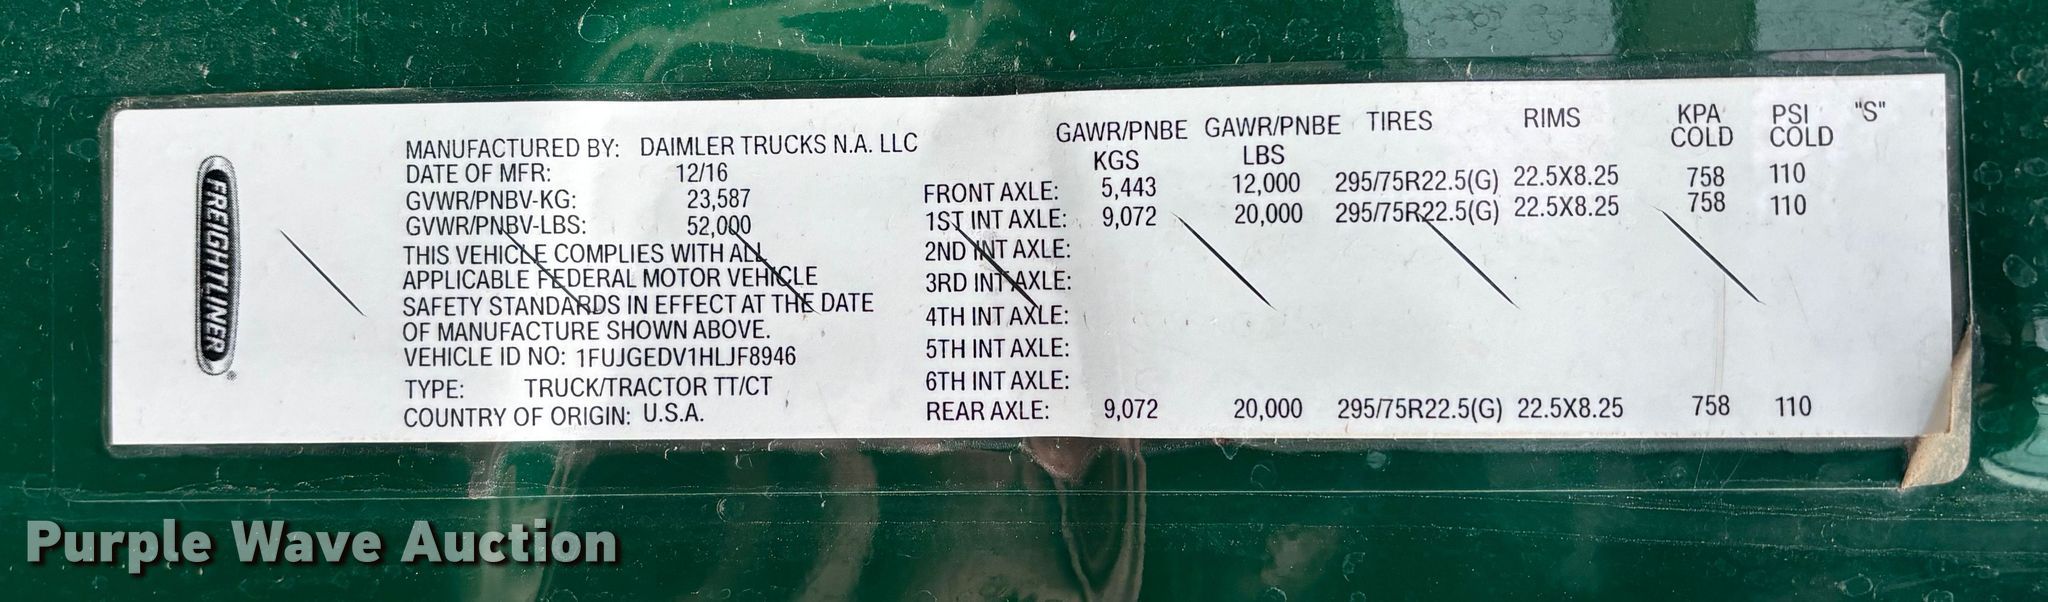 FREIGHTLINER
MANUFACTURED BY: DAIMLER TRUCKS N.A. LLC
DATE OF MFR: 12/16
GVWR/PNBV-KG: 23,587
GVWR/PNBV-LBS: 52,000
THIS VEHICLE COMPLIES WITH ALL
APPLICABLE FEDERAL MOTOR VEHICLE
SAFETY STANDARDS IN EFFECT AT THE DATE
OF MANUFACTURE SHOWN ABOVE.
VEHICLE ID NO: 1FUJGEDV1HLJF8946
TYPE: TRUCK/TRACTOR TT/CT
COUNTRY OF ORIGIN: U.S.A.
GAWR/PNBE GAWR/PNBE TIRES RIMS KPA PSI "S"
KGS LBS COLD COLD
FRONT AXLE: 5,443 12,000 295/75R22.5(G) 22.5X8.25 758 110
1ST INT AXLE: 9,072 20,000 295/75R22.5(G) 22.5X8.25 758 110
2ND INT AXLE:
3RD INT AXLE:
4TH INT AXLE:
5TH INT AXLE:
6TH INT AXLE:
REAR AXLE: 9,072 20,000 295/75R22.5(G) 22.5X8.25 758 110
Purple Wave Auction